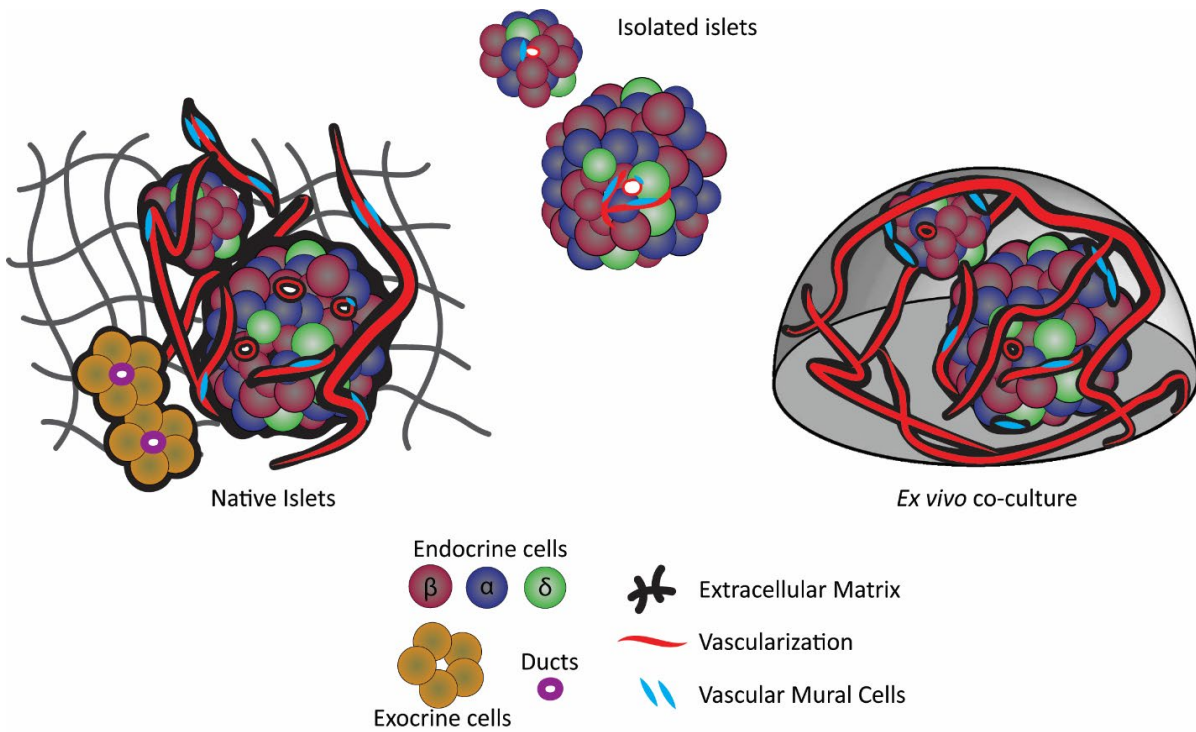 Isolated islets
Native Islets
Ex vivo co-culture
Endocrine cells
β α δ
Extracellular Matrix
Vascularization
Ducts
Vascular Mural Cells
Exocrine cells